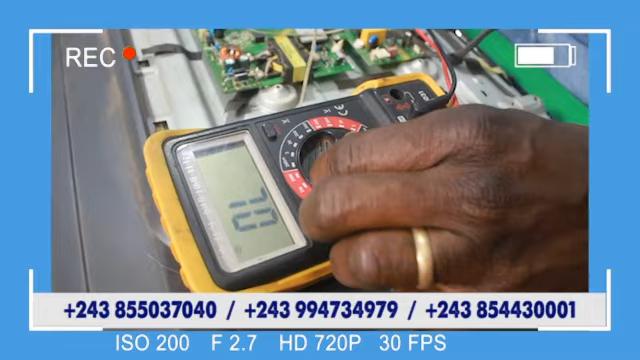 REC
+243 855037040 / +243 994734979 / +243 854430001
ISO 200 F 2.7 HD 720P 30 FPS